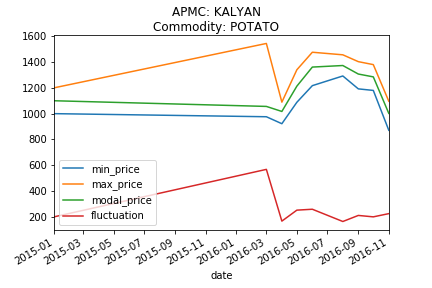 APMC: KALYAN
Commodity: POTATO
1600
1400
1200
1000
800
600
400
200
min_price
max_price
modal_price
fluctuation
2015-01
2015-03
2015-05
2015-07
2015-09
2015-11
2016-01
2016-03
2016-05
2016-07
2016-09
2016-11
date